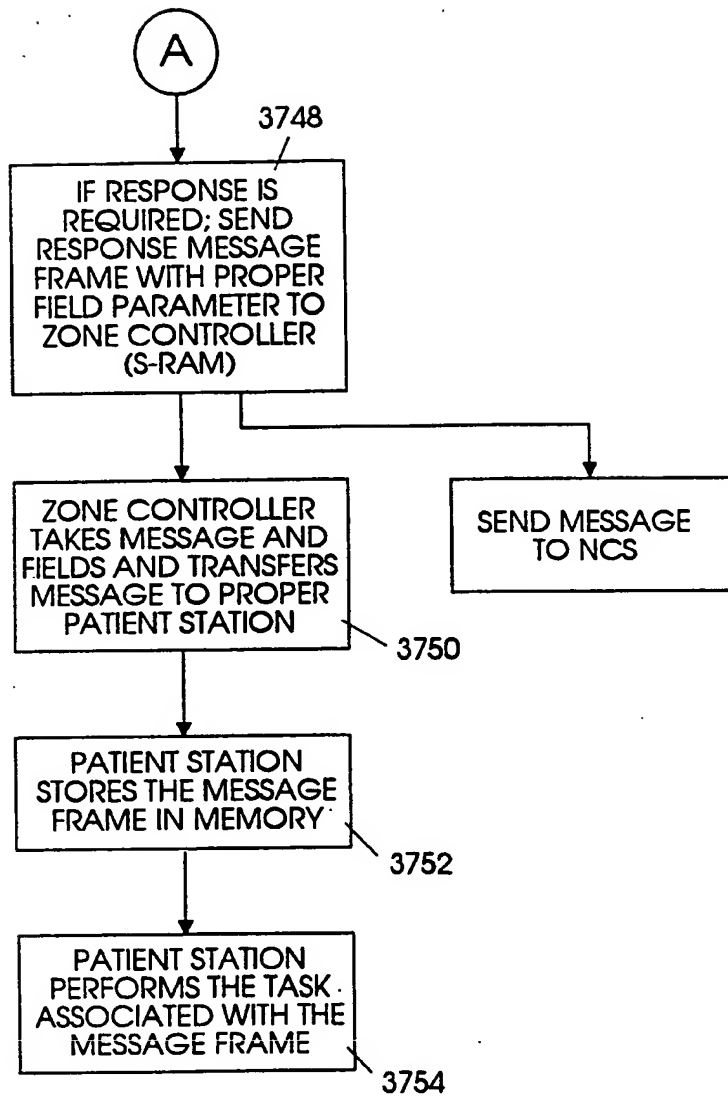 A
3748
IF RESPONSE IS
REQUIRED; SEND
RESPONSE MESSAGE
FRAME WITH PROPER
FIELD PARAMETER TO
ZONE CONTROLLER
(S-RAM)
ZONE CONTROLLER
TAKES MESSAGE AND
FIELDS AND TRANSFERS
MESSAGE TO PROPER
PATIENT STATION
3750
SEND MESSAGE
TO NCS
PATIENT STATION
STORES THE MESSAGE
FRAME IN MEMORY
3752
PATIENT STATION
PERFORMS THE TASK
ASSOCIATED WITH THE
MESSAGE FRAME
3754